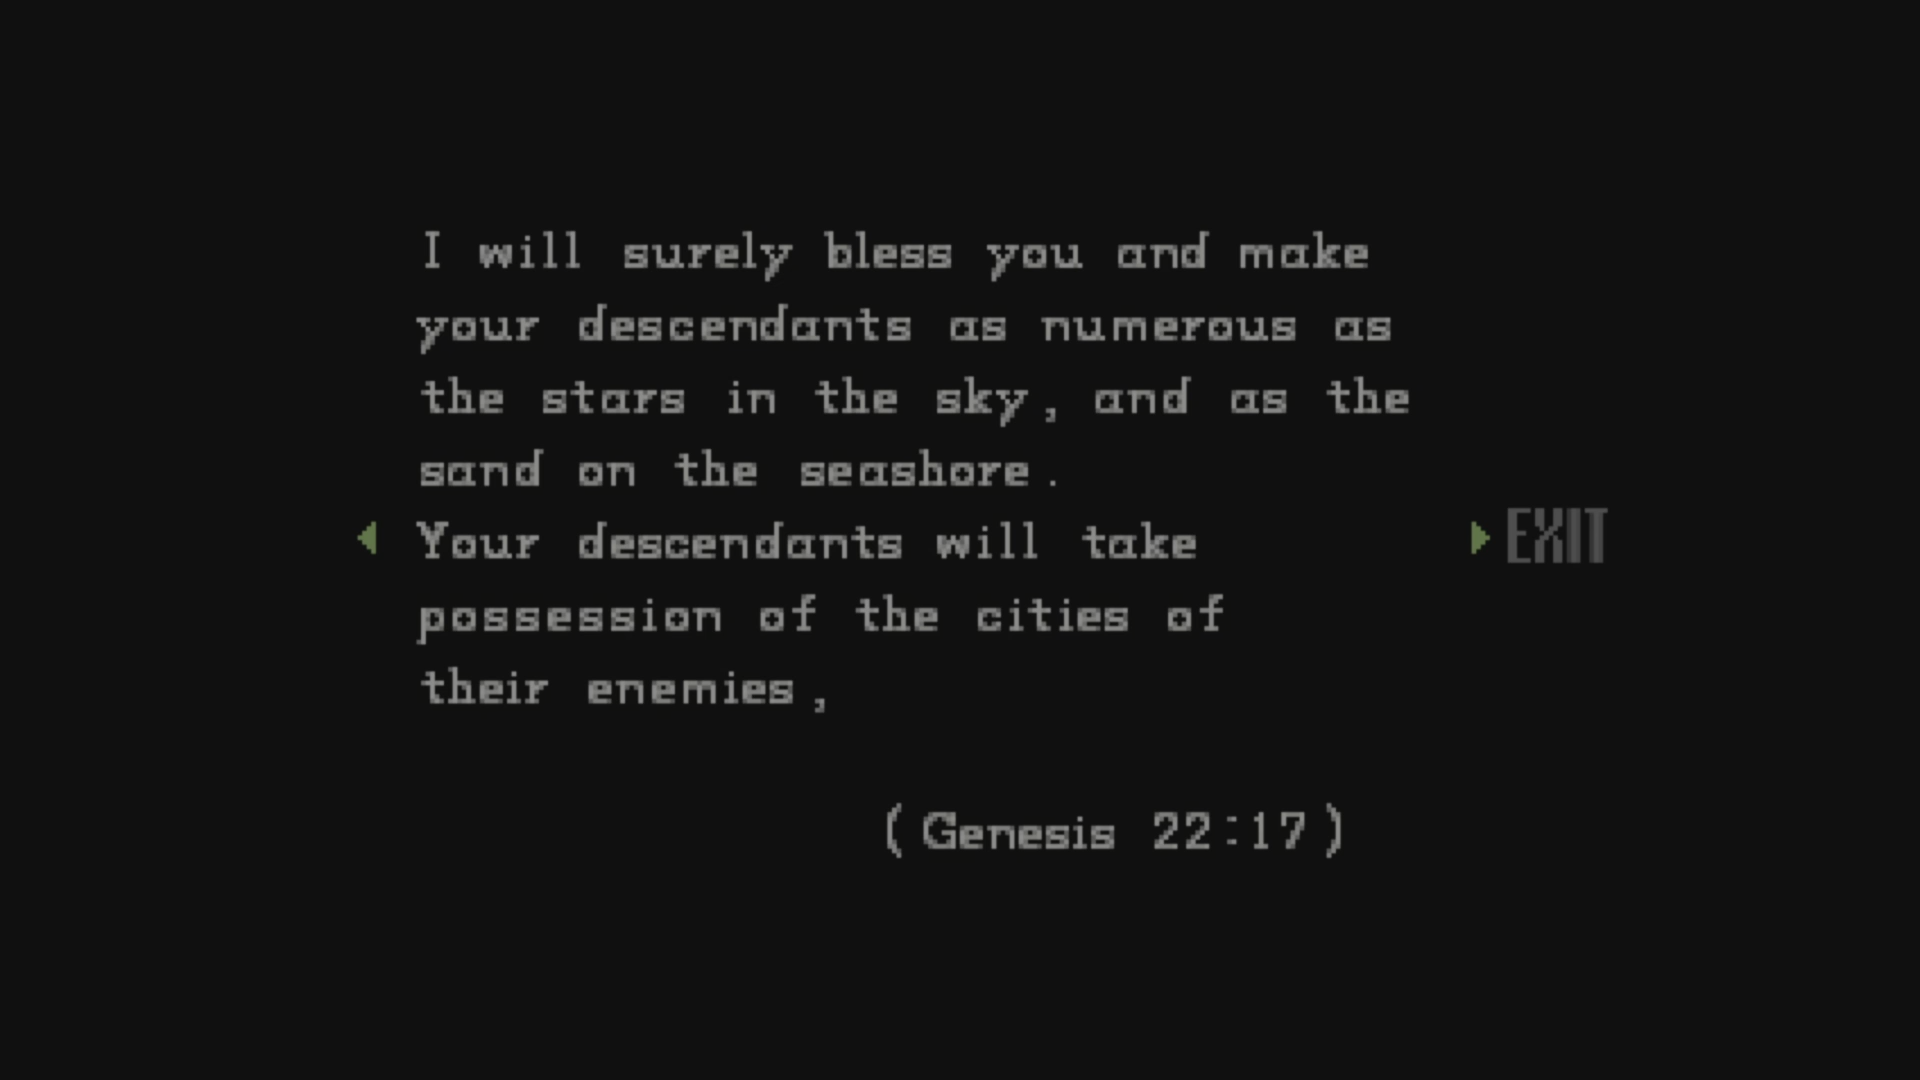 I will surely bless you and make
your descendants as numerous as
the stars in the sky, and as the
sand on the seashore.
Your descendants will take
possession of the cities of
their enemies,
(Genesis 22:17)
EXIT